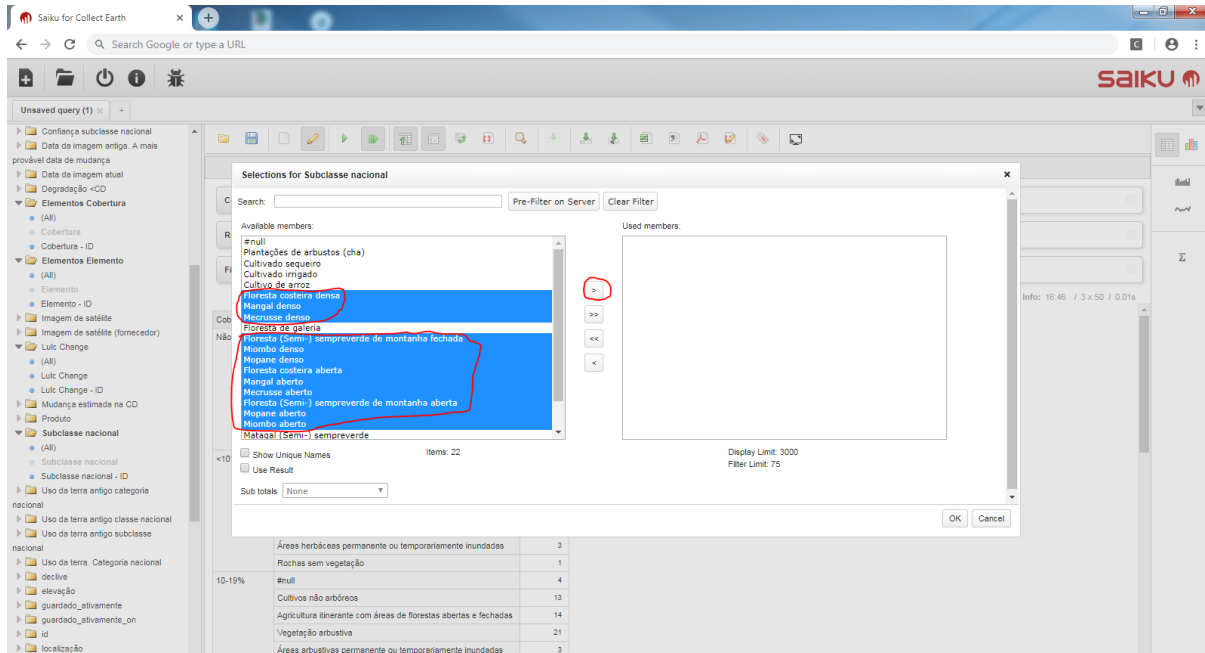 Saiku for Collect Earth
Search Google or type a URL
saiku
Unsaved query (1)
Confiança subclasse nacional
Data da imagem antiga. A mais
provável data de mudança
Data da imagem atual
Degradação <CD
Elementos Cobertura
(All)
Cobertura
Cobertura - ID
Elementos Elemento
(All)
Elemento
Elemento - ID
Imagem de satélite
Imagem de satélite (fornecedor)
Lulc Change
(All)
Lulc Change
Lulc Change - ID
Mudança estimada na CD
Produto
Subclasse nacional
(All)
Subclasse nacional
Subclasse nacional - ID
Uso da terra antigo categoria
nacional
Uso da terra antigo classe nacional
Uso da terra antigo subclasse
nacional
Uso da terra. Categoria nacional
declive
elevação
guardado_ativamente
guardado_ativamente_on
id
localização
Selections for Subclasse nacional
Search:
Pre-Filter on Server
Clear Filter
Available members:
#null
Plantações de arbustos (cha)
Cultivado sequeiro
Cultivado irrigado
Cultivo de arroz
Floresta costeira densa
Mangal denso
Mecrusse denso
Floresta de galeria
Floresta (Semi-) sempreverde de montanha fechada
Miombo denso
Mopane denso
Floresta costeira aberta
Mangal aberto
Mecrusse aberto
Floresta (Semi-) sempreverde de montanha aberta
Mopane aberto
Miombo aberto
Matagal (Semi-) sempreverde
>
>>
<<
<
Used members:
Show Unique Names
Items: 22
Use Result
Display Limit: 3000
Filter Limit: 75
Sub totals None
OK
Cancel
Info: 16:46 / 3 x 50 / 0.01s
Cob
Não
<10
Áreas herbáceas permanente ou temporariamente inundadas 3
Rochas sem vegetação 1
10-19% #null 4
Cultivos não arbóreos 13
Agricultura itinerante com áreas de florestas abertas e fechadas 14
Vegetação arbustiva 21
Áreas arbustivas permanente ou temporariamente inundadas 3
Σ